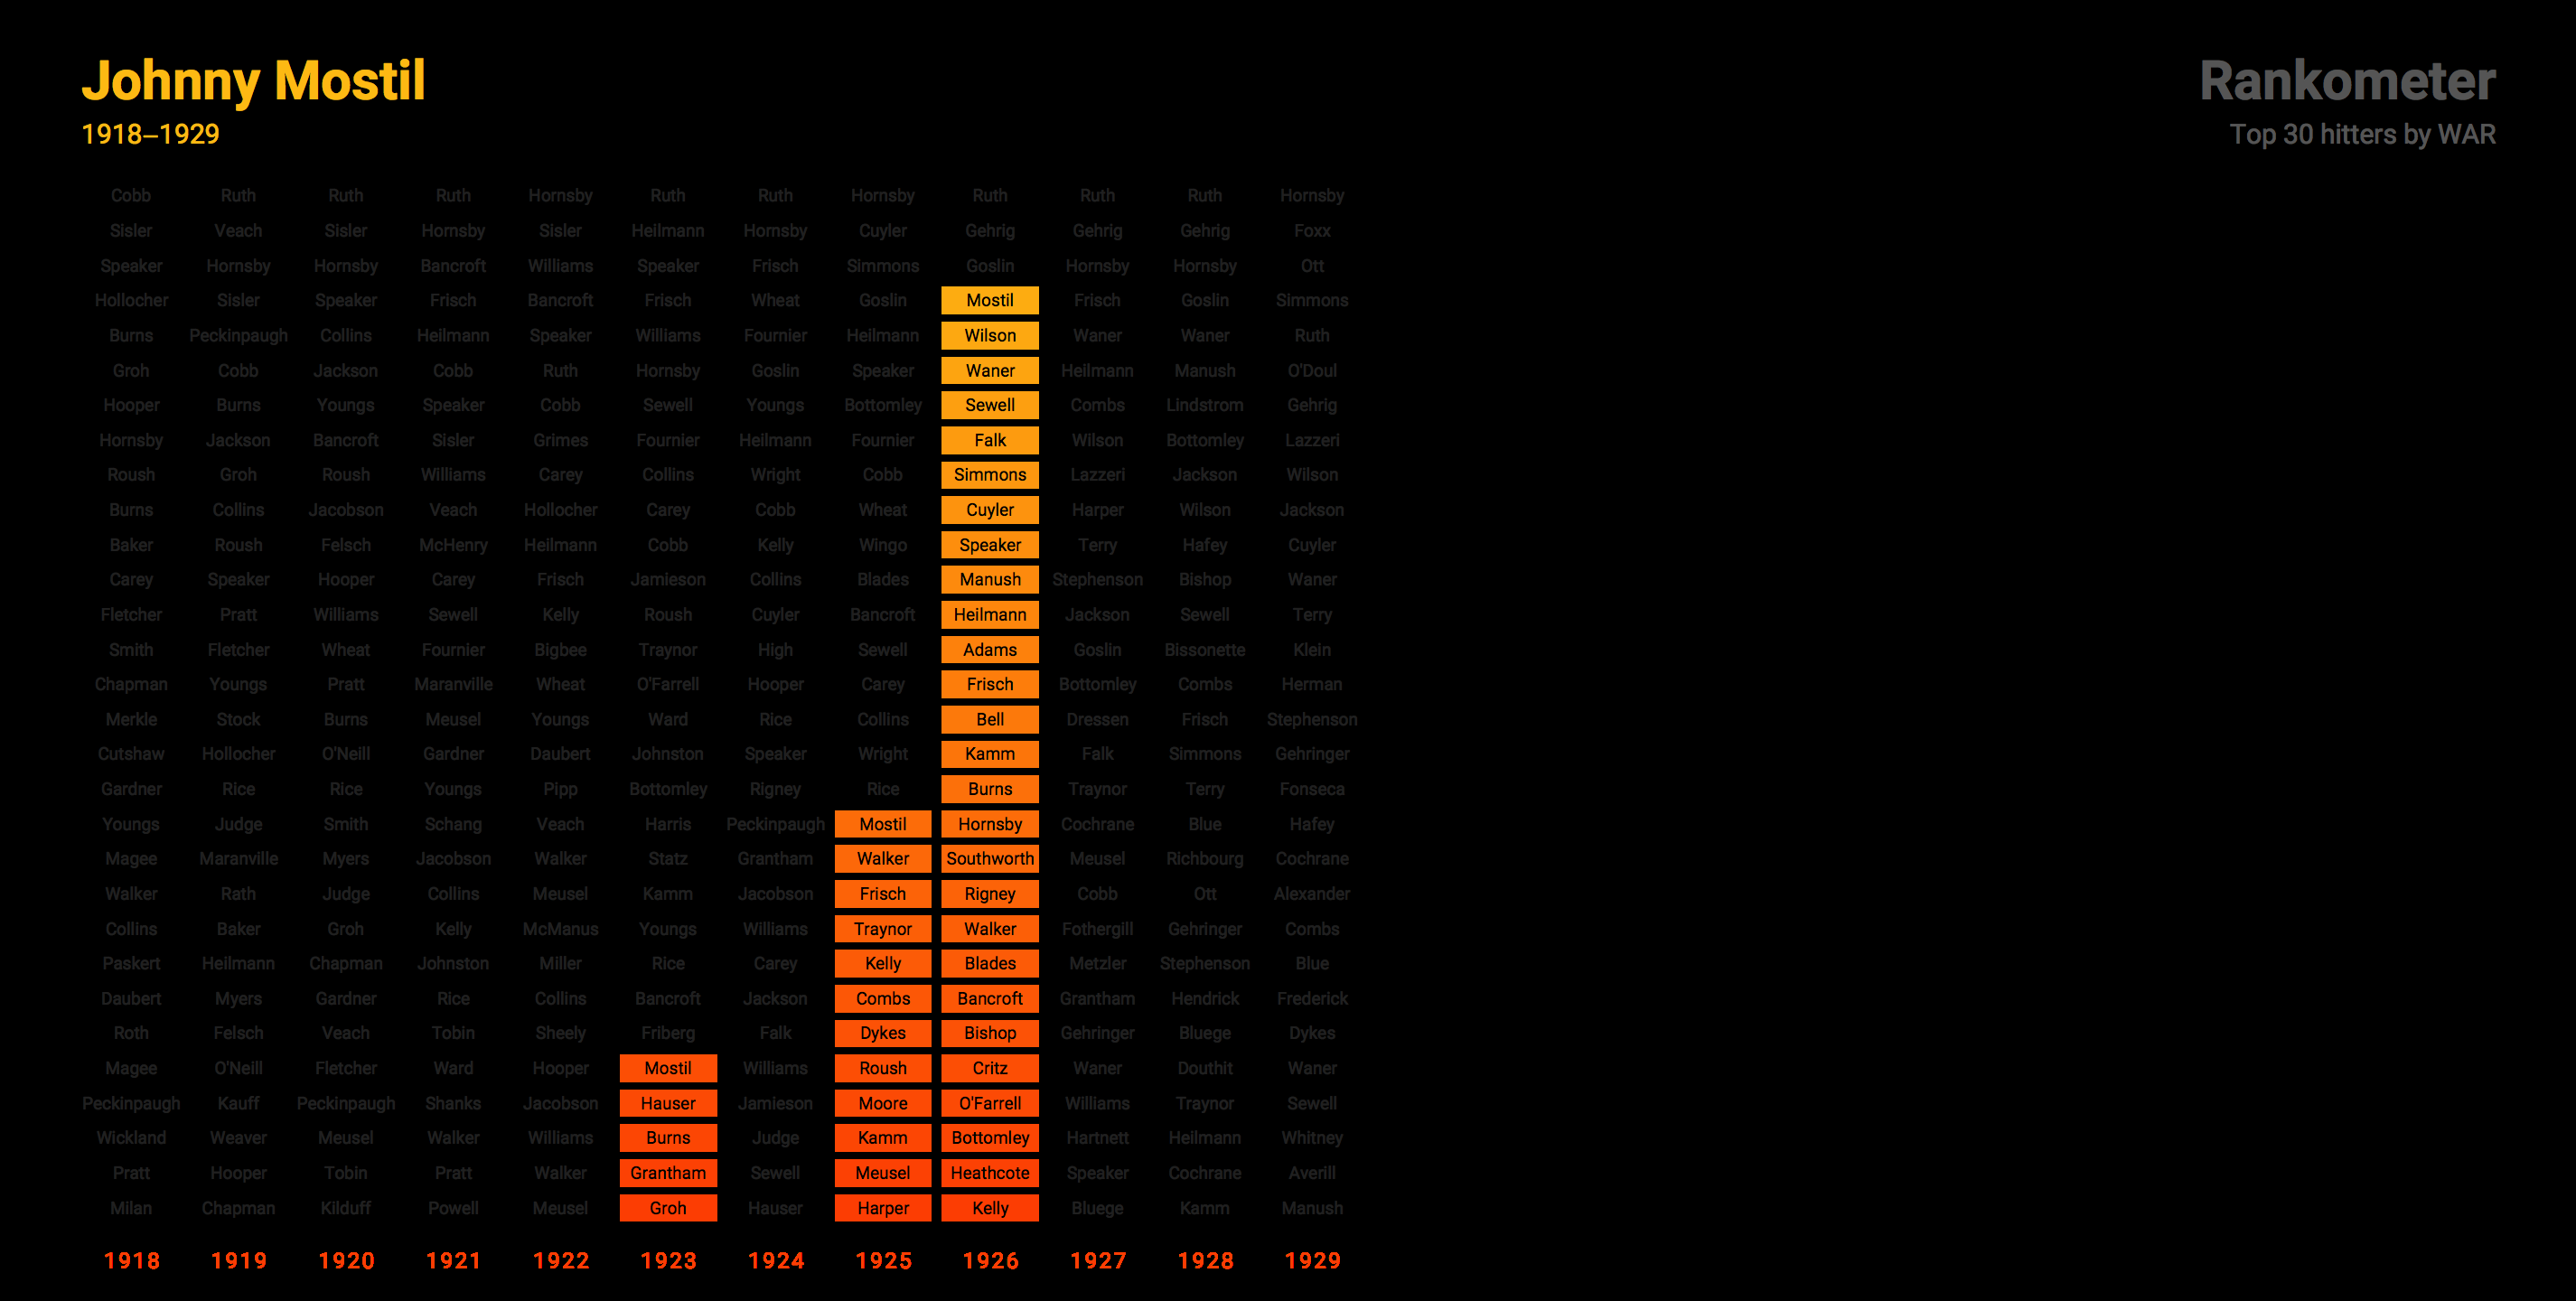 Johnny Mostil
1918–1929
Rankometer
Top 30 hitters by WAR
Cobb Ruth Ruth Ruth Hornsby Ruth Ruth Hornsby Ruth Ruth Ruth Hornsby
Sisler Veach Sisler Hornsby Sisler Heilmann Hornsby Cuyler Gehrig Gehrig Gehrig Foxx
Speaker Hornsby Hornsby Bancroft Williams Speaker Frisch Simmons Goslin Hornsby Hornsby Ott
Hollocher Sisler Speaker Frisch Bancroft Frisch Wheat Goslin Mostil Frisch Goslin Simmons
Burns Peckinpaugh Collins Heilmann Speaker Williams Fournier Heilmann Wilson Waner Waner Ruth
Groh Cobb Jackson Cobb Ruth Hornsby Goslin Speaker Waner Heilmann Manush O'Doul
Hooper Burns Youngs Speaker Cobb Sewell Youngs Bottomley Sewell Combs Lindstrom Gehrig
Hornsby Jackson Bancroft Sisler Grimes Fournier Heilmann Fournier Falk Wilson Bottomley Lazzeri
Roush Groh Roush Williams Carey Collins Wright Cobb Simmons Lazzeri Jackson Wilson
Burns Collins Jacobson Veach Hollocher Carey Cobb Wheat Cuyler Harper Wilson Jackson
Baker Roush Felsch McHenry Heilmann Cobb Kelly Wingo Speaker Terry Hafey Cuyler
Carey Speaker Hooper Carey Frisch Jamieson Collins Blades Manush Stephenson Bishop Waner
Fletcher Pratt Williams Sewell Kelly Roush Cuyler Bancroft Heilmann Jackson Sewell Terry
Smith Fletcher Wheat Fournier Bigbee Traynor High Sewell Adams Goslin Bissonette Klein
Chapman Youngs Pratt Maranville Wheat O'Farrell Hooper Carey Frisch Bottomley Combs Herman
Merkle Stock Burns Meusel Youngs Ward Rice Collins Bell Dressen Frisch Stephenson
Cutshaw Hollocher O'Neill Gardner Daubert Johnston Speaker Wright Kamm Falk Simmons Gehringer
Gardner Rice Rice Youngs Pipp Bottomley Rigney Rice Burns Traynor Terry Fonseca
Youngs Judge Smith Schang Veach Harris Peckinpaugh Mostil Hornsby Cochrane Blue Hafey
Magee Maranville Myers Jacobson Walker Statz Grantham Walker Southworth Meusel Richbourg Cochrane
Walker Rath Judge Collins Meusel Kamm Jacobson Frisch Rigney Cobb Ott Alexander
Collins Baker Groh Kelly McManus Youngs Williams Traynor Walker Fothergill Gehringer Combs
Paskert Heilmann Chapman Johnston Miller Rice Carey Kelly Blades Metzler Stephenson Blue
Daubert Myers Gardner Rice Collins Bancroft Jackson Combs Bancroft Grantham Hendrick Frederick
Roth Felsch Veach Tobin Sheely Friberg Falk Dykes Bishop Gehringer Bluege Dykes
Magee O'Neill Fletcher Ward Hooper Mostil Williams Roush Critz Waner Douthit Waner
Peckinpaugh Kauff Peckinpaugh Shanks Jacobson Hauser Jamieson Moore O'Farrell Williams Traynor Sewell
Wickland Weaver Meusel Walker Williams Burns Judge Kamm Bottomley Hartnett Heilmann Whitney
Pratt Hooper Tobin Pratt Walker Grantham Sewell Meusel Heathcote Speaker Cochrane Averill
Milan Chapman Kilduff Powell Meusel Groh Hauser Harper Kelly Bluege Kamm Manush
1918 1919 1920 1921 1922 1923 1924 1925 1926 1927 1928 1929